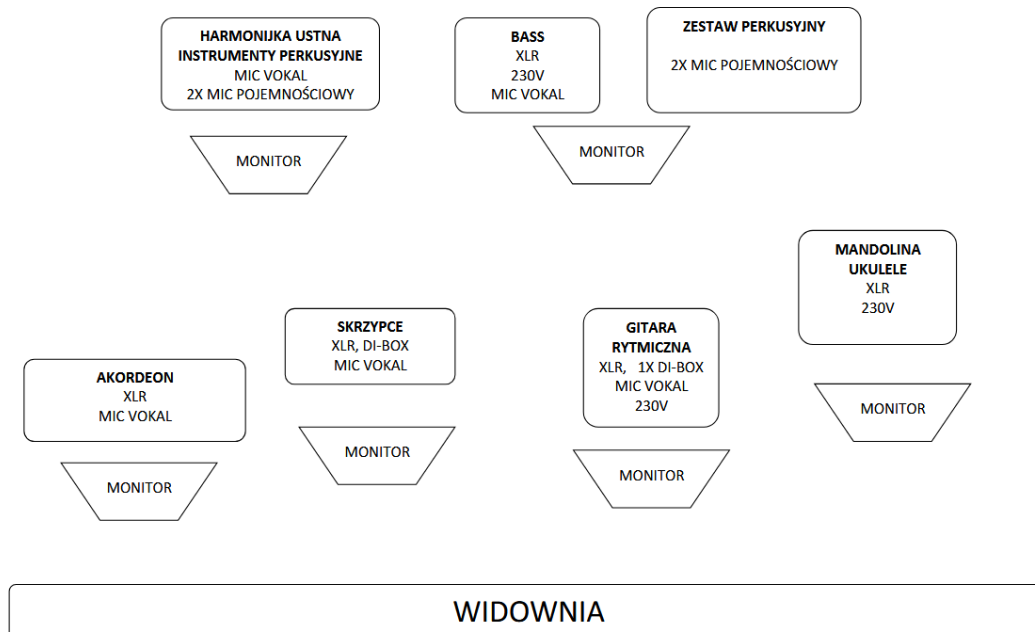 HARMONIJKA USTNA
INSTRUMENTY PERKUSYJNE
MIC VOKAL
2X MIC POJEMNOŚCIOWY
BASS
XLR
230V
MIC VOKAL
ZESTAW PERKUSYJNY
2X MIC POJEMNOŚCIOWY
MONITOR
MONITOR
MANDOLINA
UKULELE
XLR
230V
SKRZYPCE
XLR, DI-BOX
MIC VOKAL
GITARA
RYTMICZNA
XLR, 1X DI-BOX
MIC VOKAL
230V
AKORDEON
XLR
MIC VOKAL
MONITOR
MONITOR
MONITOR
MONITOR
WIDOWNIA